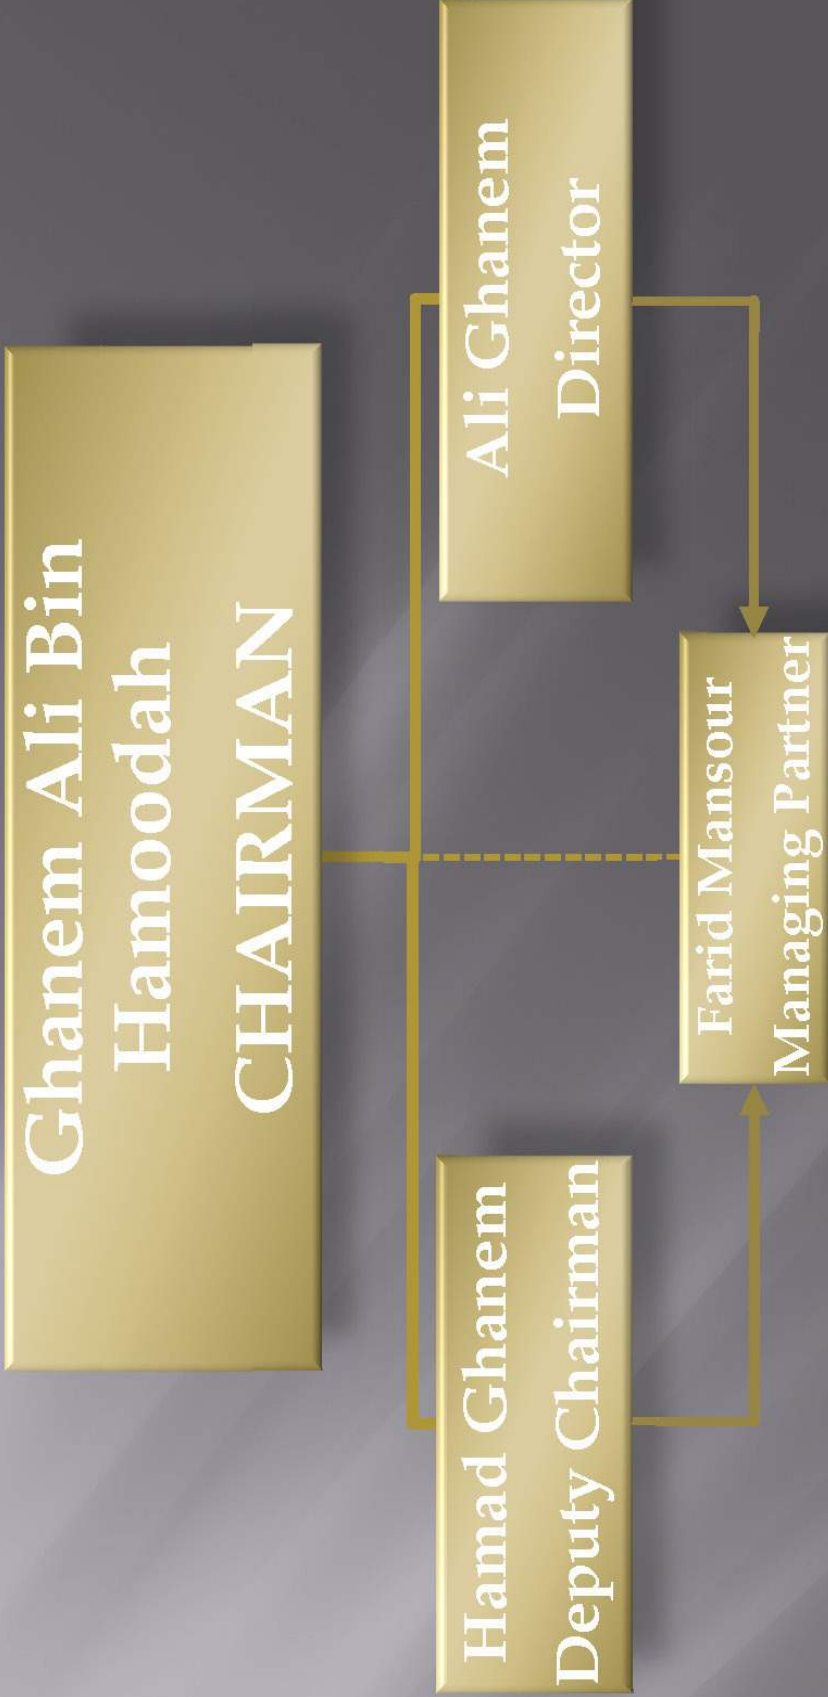 Ghanem Ali Bin
Hamoodah
CHAIRMAN
Hamad Ghanem
Deputy Chairman
Ali Ghanem
Director
Farid Mansour
Managing Partner